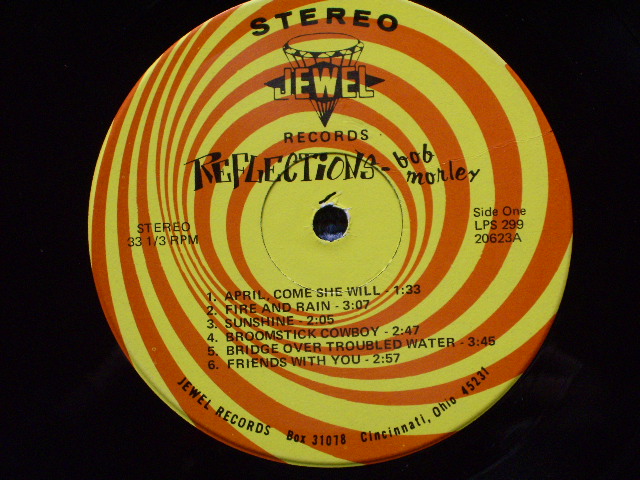 STEREO
JEWEL
RECORDS
REFLECTIONS - bob morley
STEREO
33 1/3 RPM
Side One
LPS 299
20623A
1. APRIL, COME SHE WILL - 1:33
2. FIRE AND RAIN - 3:07
3. SUNSHINE - 2:05
4. BROOMSTICK COWBOY - 2:47
5. BRIDGE OVER TROUBLED WATER - 3:45
6. FRIENDS WITH YOU - 2:57
JEWEL RECORDS Box 31078 Cincinnati, Ohio 45231